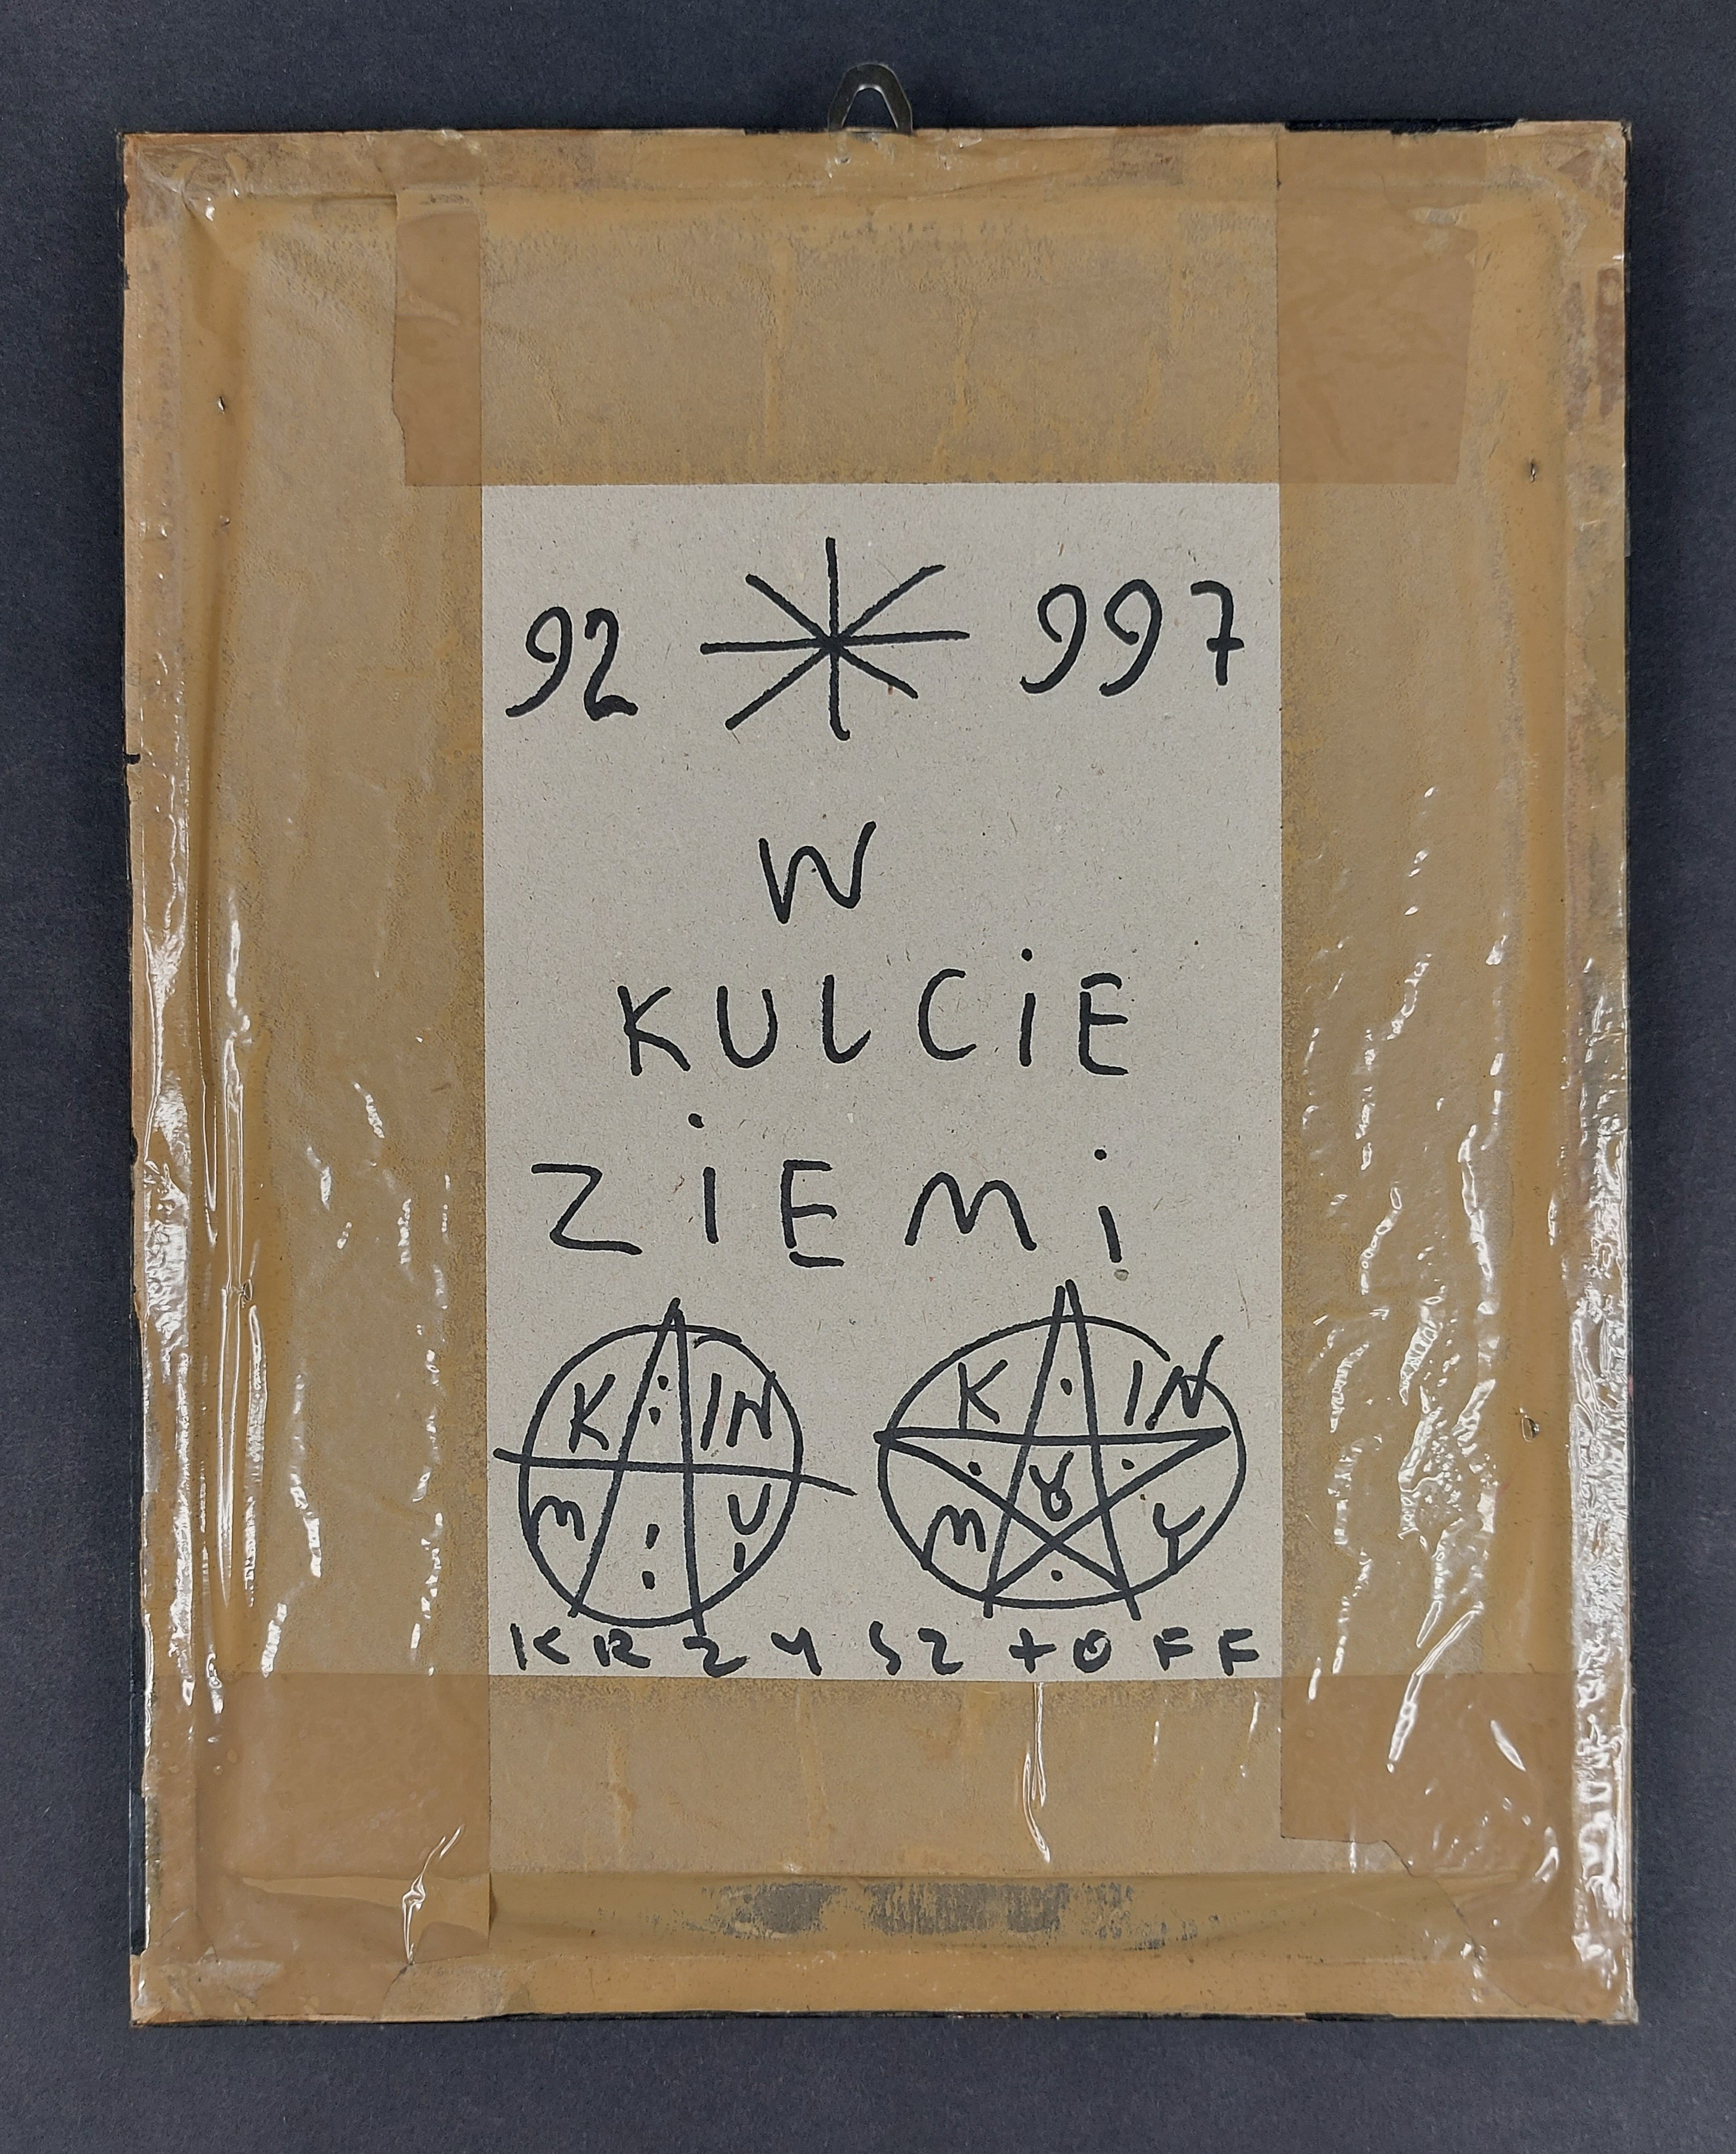 92 * 997
W
KULCiE
ZiEMi
K IN K IN
M U M Y Y
KRZYSZtOFF